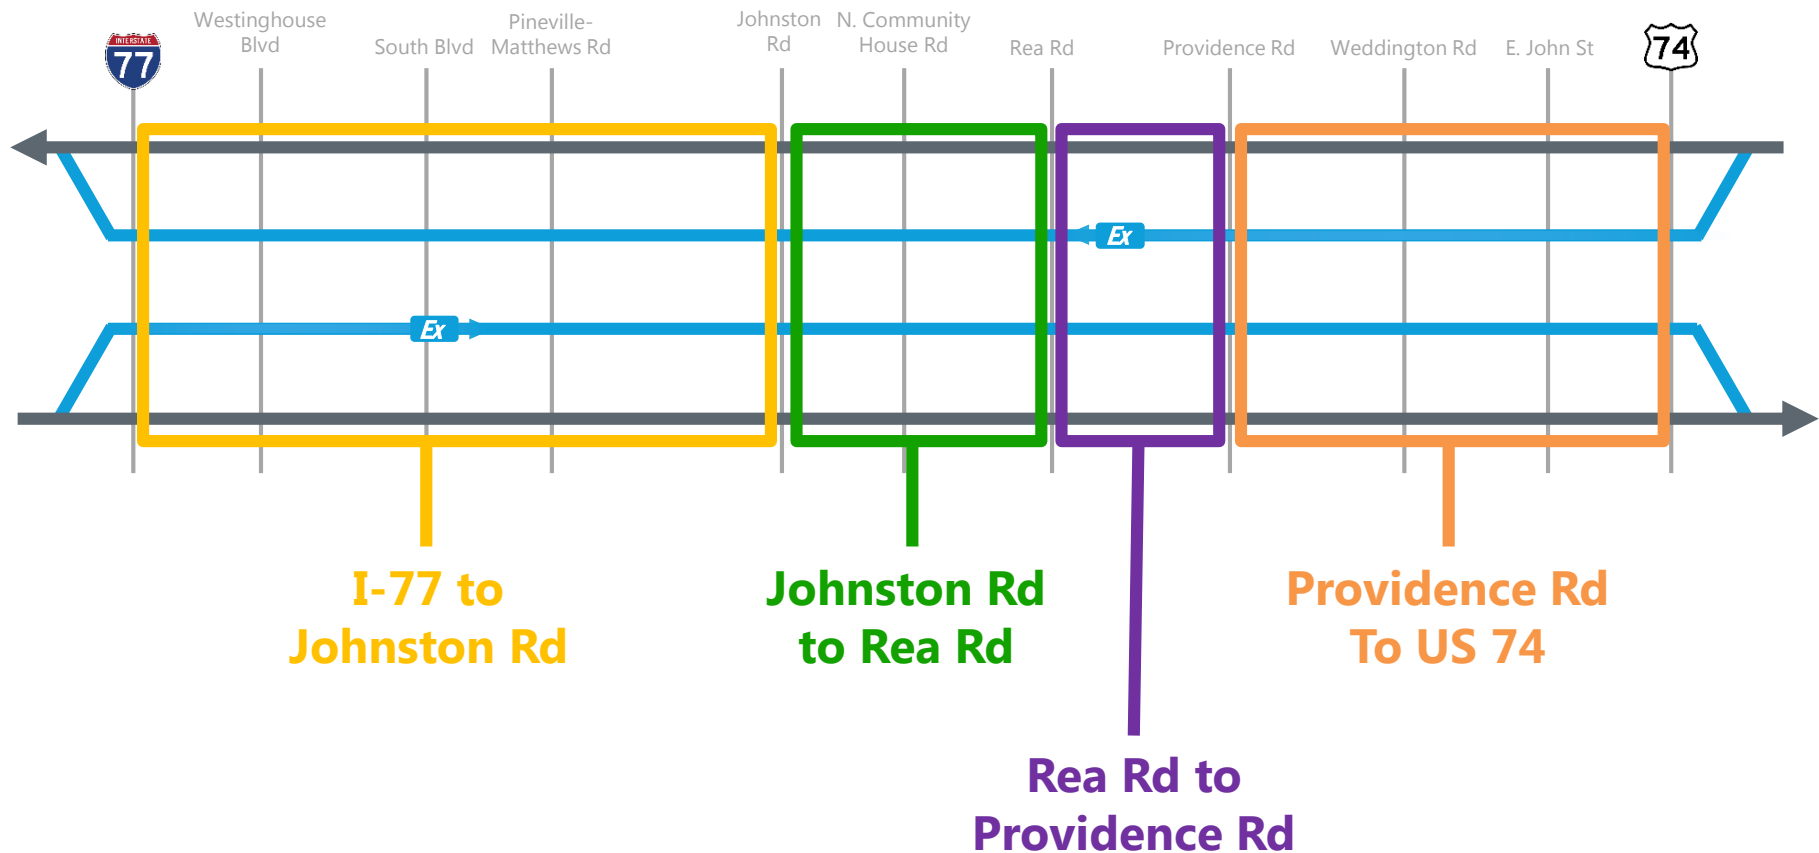 Westinghouse
Blvd
South Blvd
Pineville-
Matthews Rd
Johnston
Rd
N. Community
House Rd
Rea Rd
Providence Rd
Weddington Rd
E. John St
INTERSTATE
77
74
Ex
Ex
I-77 to
Johnston Rd
Johnston Rd
to Rea Rd
Providence Rd
To US 74
Rea Rd to
Providence Rd